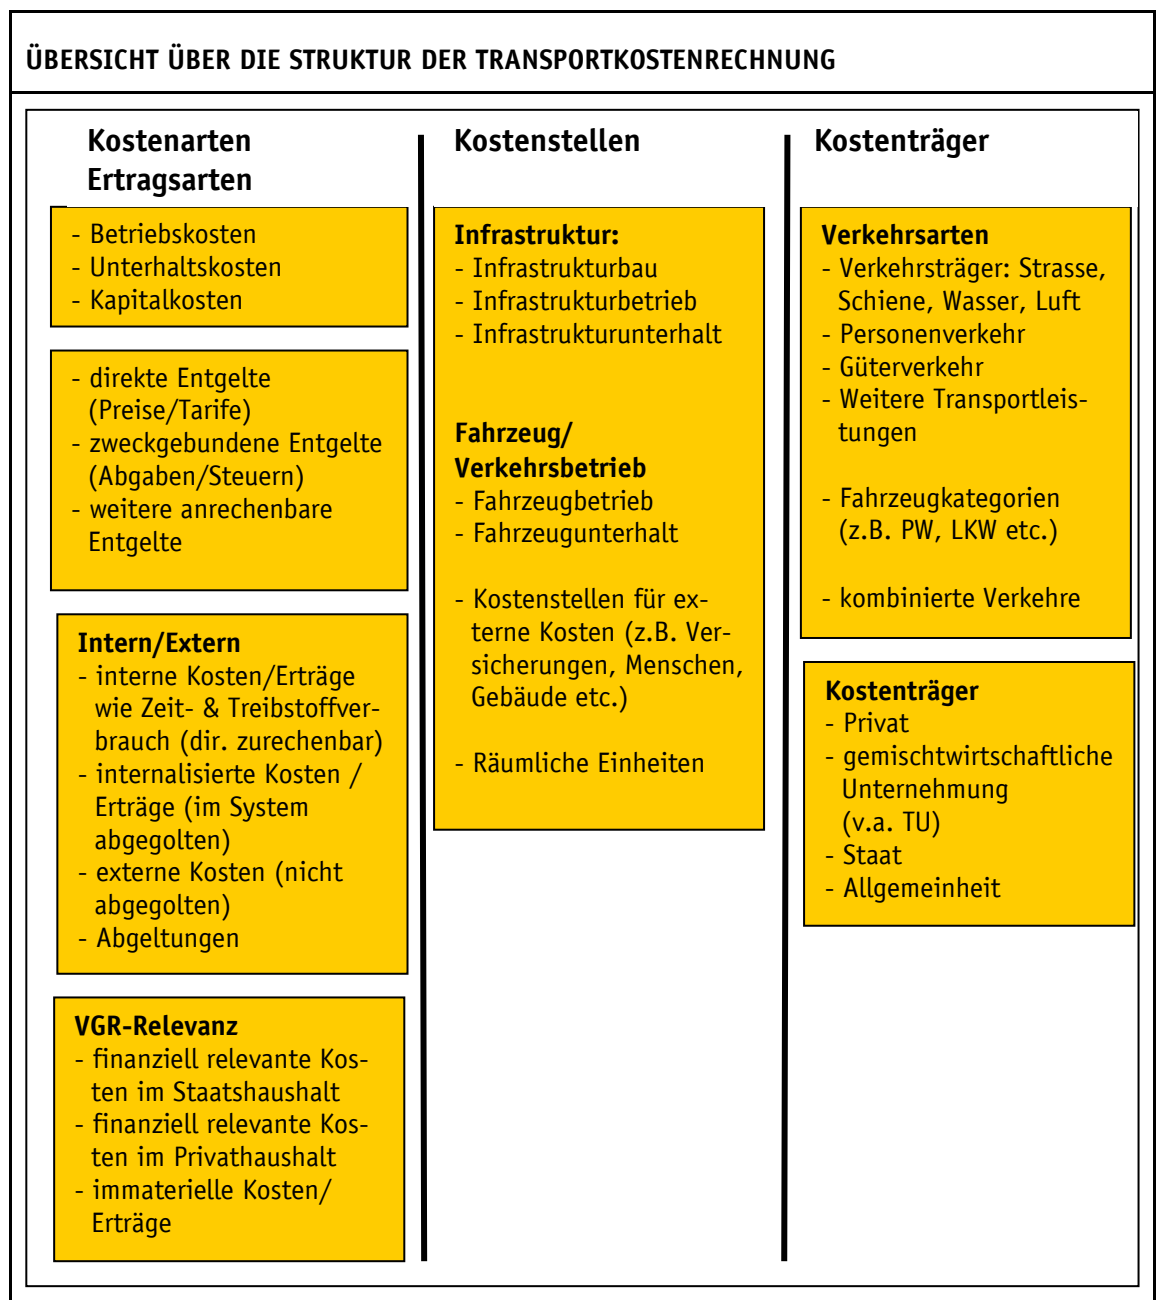 ÜBERSICHT ÜBER DIE STRUKTUR DER TRANSPORTKOSTENRECHNUNG
Kostenarten
Ertragsarten
- Betriebskosten
- Unterhaltskosten
- Kapitalkosten
- direkte Entgelte
(Preise/Tarife)
- zweckgebundene Entgelte
(Abgaben/Steuern)
- weitere anrechenbare
Entgelte
Intern/Extern
- interne Kosten/Erträge
wie Zeit- & Treibstoffver-
brauch (dir. zurechenbar)
- internalisierte Kosten /
Erträge (im System
abgegolten)
- externe Kosten (nicht
abgegolten)
- Abgeltungen
VGR-Relevanz
- finanziell relevante Kos-
ten im Staatshaushalt
- finanziell relevante Kos-
ten im Privathaushalt
- immaterielle Kosten/
Erträge
Kostenstellen
Infrastruktur:
- Infrastrukturbau
- Infrastrukturbetrieb
- Infrastrukturunterhalt
Fahrzeug/
Verkehrsbetrieb
- Fahrzeugbetrieb
- Fahrzeugunterhalt
- Kostenstellen für ex-
terne Kosten (z.B. Ver-
sicherungen, Menschen,
Gebäude etc.)
- Räumliche Einheiten
Kostenträger
Verkehrsarten
- Verkehrsträger: Strasse,
Schiene, Wasser, Luft
- Personenverkehr
- Güterverkehr
- Weitere Transportleis-
tungen
- Fahrzeugkategorien
(z.B. PW, LKW etc.)
- kombinierte Verkehre
Kostenträger
- Privat
- gemischtwirtschaftliche
Unternehmung
(v.a. TU)
- Staat
- Allgemeinheit